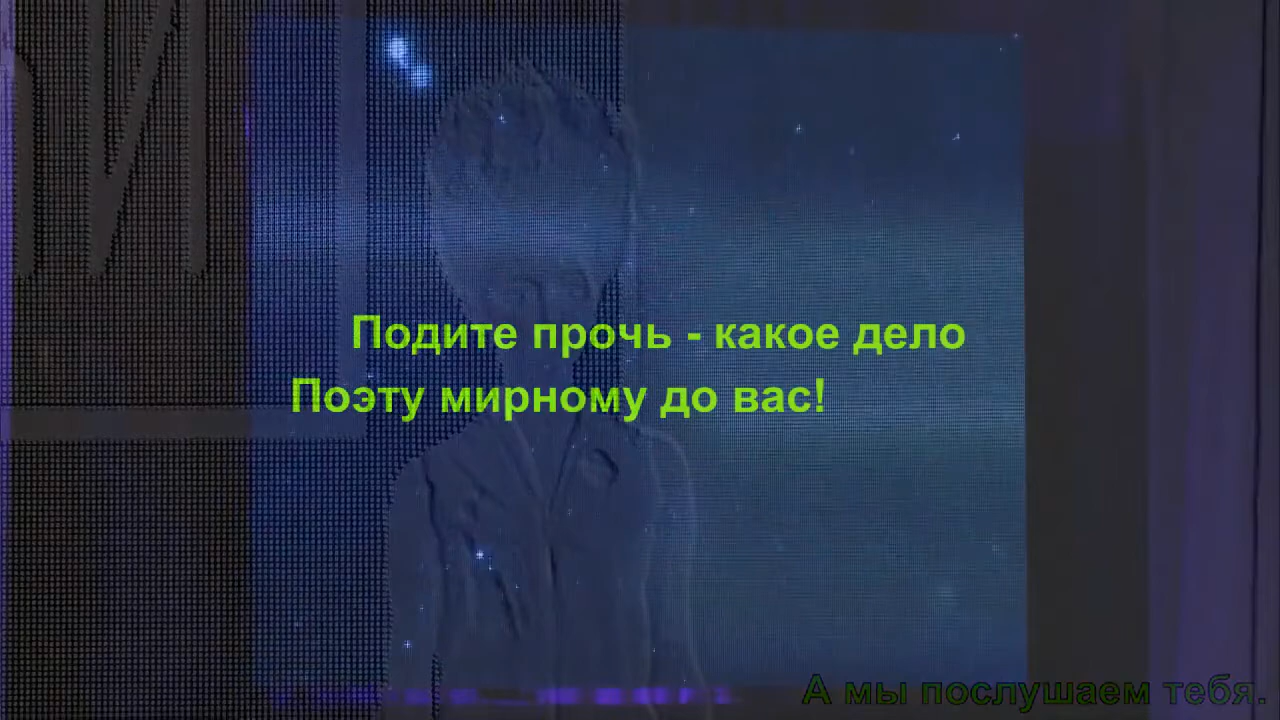 Подите прочь - какое дело
Поэту мирному до вас!
А мы послушаем тебя.